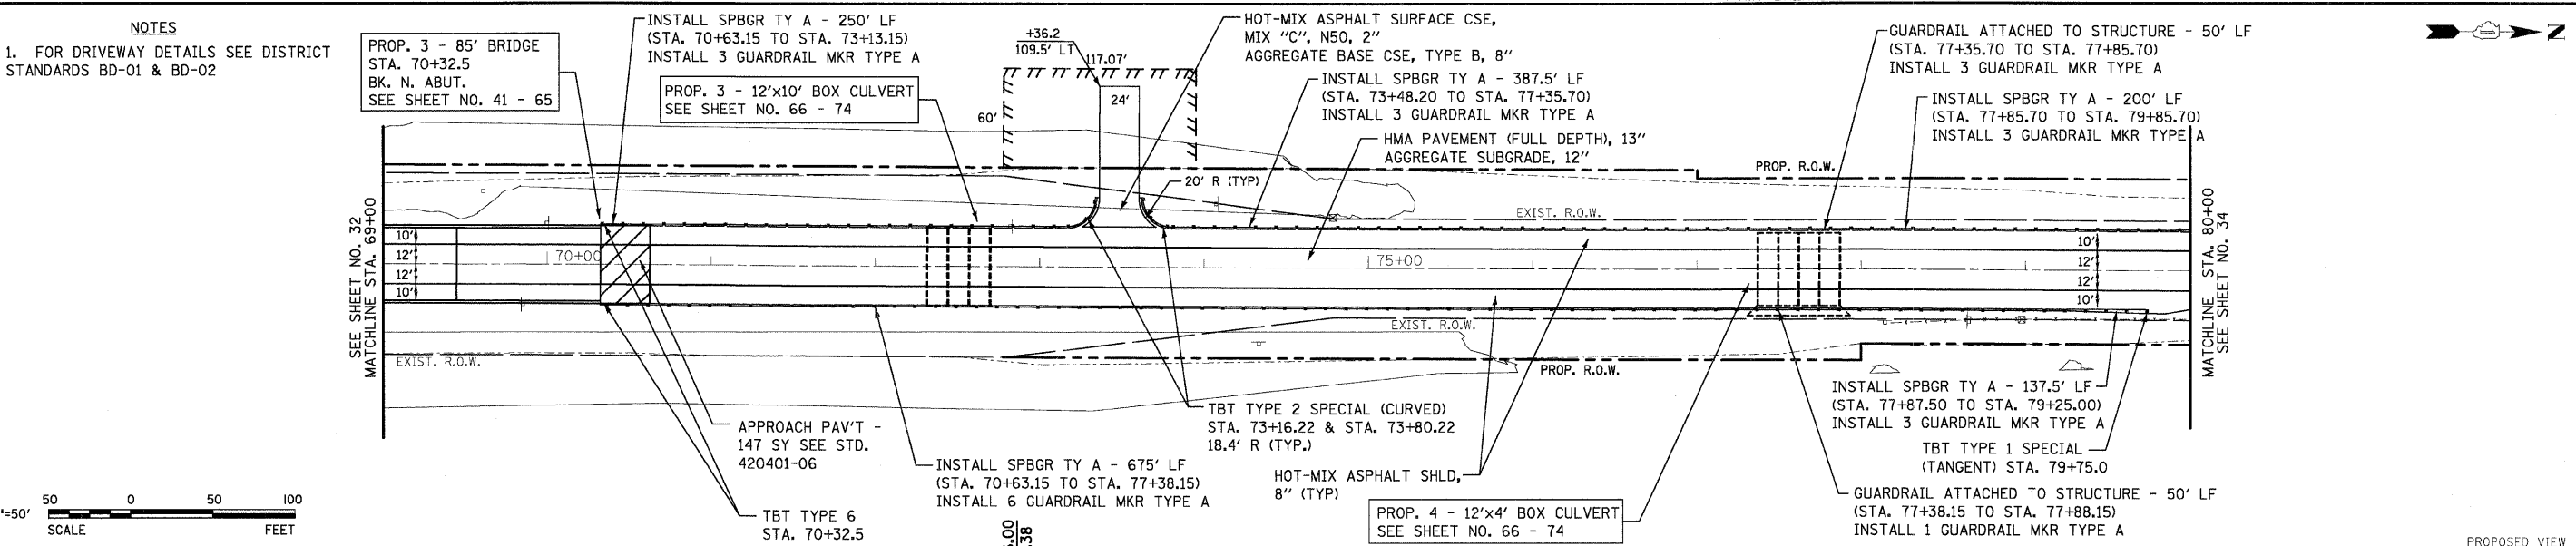 NOTES
1. FOR DRIVEWAY DETAILS SEE DISTRICT
STANDARDS BD-01 & BD-02
PROP. 3 - 85' BRIDGE
STA. 70+32.5
BK. N. ABUT.
SEE SHEET NO. 41 - 65
INSTALL SPBGR TY A - 250' LF
(STA. 70+63.15 TO STA. 73+13.15)
INSTALL 3 GUARDRAIL MKR TYPE A
PROP. 3 - 12'x10' BOX CULVERT
SEE SHEET NO. 66 - 74
+36.2
109.5' LT
117.07'
24'
60'
HOT-MIX ASPHALT SURFACE CSE,
MIX "C", N50, 2"
AGGREGATE BASE CSE, TYPE B, 8"
INSTALL SPBGR TY A - 387.5' LF
(STA. 73+48.20 TO STA. 77+35.70)
INSTALL 3 GUARDRAIL MKR TYPE A
HMA PAVEMENT (FULL DEPTH), 13"
AGGREGATE SUBGRADE, 12"
20' R (TYP)
GUARDRAIL ATTACHED TO STRUCTURE - 50' LF
(STA. 77+35.70 TO STA. 77+85.70)
INSTALL 3 GUARDRAIL MKR TYPE A
INSTALL SPBGR TY A - 200' LF
(STA. 77+85.70 TO STA. 79+85.70)
INSTALL 3 GUARDRAIL MKR TYPE A
N
PROP. R.O.W.
EXIST. R.O.W.
SEE SHEET NO. 32
MATCHLINE STA. 69+00
10'
12'
12'
10'
70+00
75+00
10'
12'
12'
10'
MATCHLINE STA. 80+00
SEE SHEET NO. 34
EXIST. R.O.W.
EXIST. R.O.W.
PROP. R.O.W.
APPROACH PAV'T -
147 SY SEE STD.
420401-06
TBT TYPE 6
STA. 70+32.5
INSTALL SPBGR TY A - 675' LF
(STA. 70+63.15 TO STA. 77+38.15)
INSTALL 6 GUARDRAIL MKR TYPE A
TBT TYPE 2 SPECIAL (CURVED)
STA. 73+16.22 & STA. 73+80.22
18.4' R (TYP.)
HOT-MIX ASPHALT SHLD,
8" (TYP)
PROP. 4 - 12'x4' BOX CULVERT
SEE SHEET NO. 66 - 74
INSTALL SPBGR TY A - 137.5' LF
(STA. 77+87.50 TO STA. 79+25.00)
INSTALL 3 GUARDRAIL MKR TYPE A
TBT TYPE 1 SPECIAL
(TANGENT) STA. 79+75.0
GUARDRAIL ATTACHED TO STRUCTURE - 50' LF
(STA. 77+38.15 TO STA. 77+88.15)
INSTALL 1 GUARDRAIL MKR TYPE A
"=50'
50 0 50 100
SCALE FEET
PROPOSED VIEW